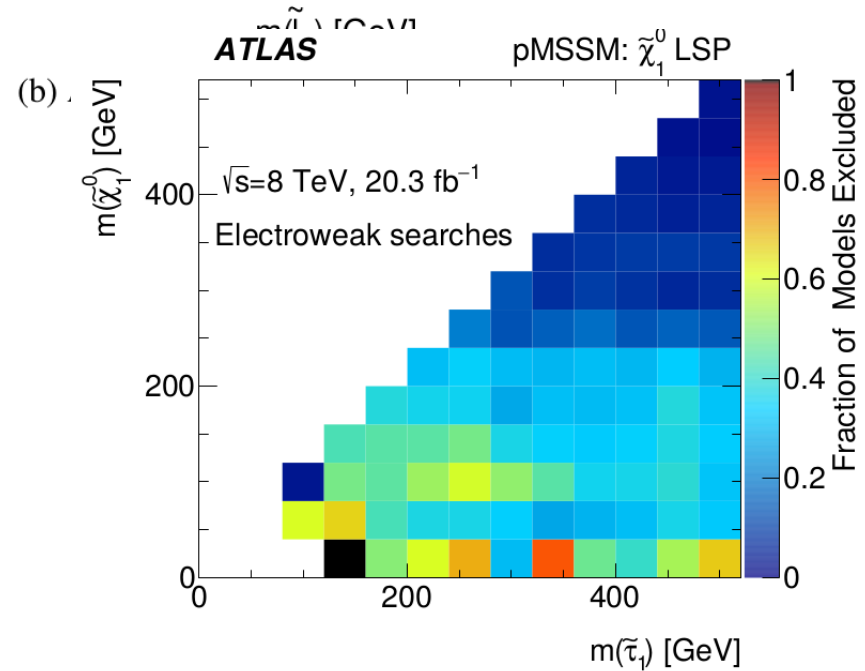 ATLAS
pMSSM: χ̃⁰₁ LSP
(b)
√s=8 TeV, 20.3 fb⁻¹
Electroweak searches
m(χ̃⁰₁) [GeV]
400
200
0
0
200
400
m(τ̃₁) [GeV]
1
0.8
0.6
0.4
0.2
0
Fraction of Models Excluded